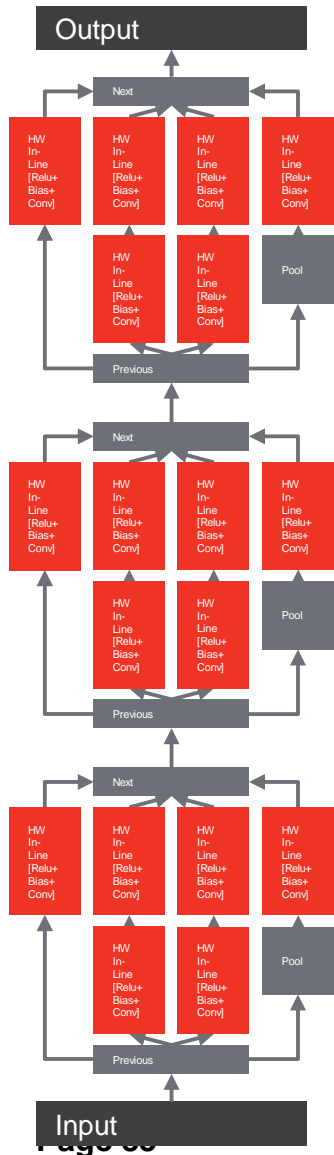 Output
Next
HW
In-
Line
[Relu+
Bias+
Conv]
HW
In-
Line
[Relu+
Bias+
Conv]
HW
In-
Line
[Relu+
Bias+
Conv]
HW
In-
Line
[Relu+
Bias+
Conv]
HW
In-
Line
[Relu+
Bias+
Conv]
HW
In-
Line
[Relu+
Bias+
Conv]
Pool
Previous
Next
HW
In-
Line
[Relu+
Bias+
Conv]
HW
In-
Line
[Relu+
Bias+
Conv]
HW
In-
Line
[Relu+
Bias+
Conv]
HW
In-
Line
[Relu+
Bias+
Conv]
HW
In-
Line
[Relu+
Bias+
Conv]
HW
In-
Line
[Relu+
Bias+
Conv]
Pool
Previous
Next
HW
In-
Line
[Relu+
Bias+
Conv]
HW
In-
Line
[Relu+
Bias+
Conv]
HW
In-
Line
[Relu+
Bias+
Conv]
HW
In-
Line
[Relu+
Bias+
Conv]
HW
In-
Line
[Relu+
Bias+
Conv]
HW
In-
Line
[Relu+
Bias+
Conv]
Pool
Previous
Input
Page